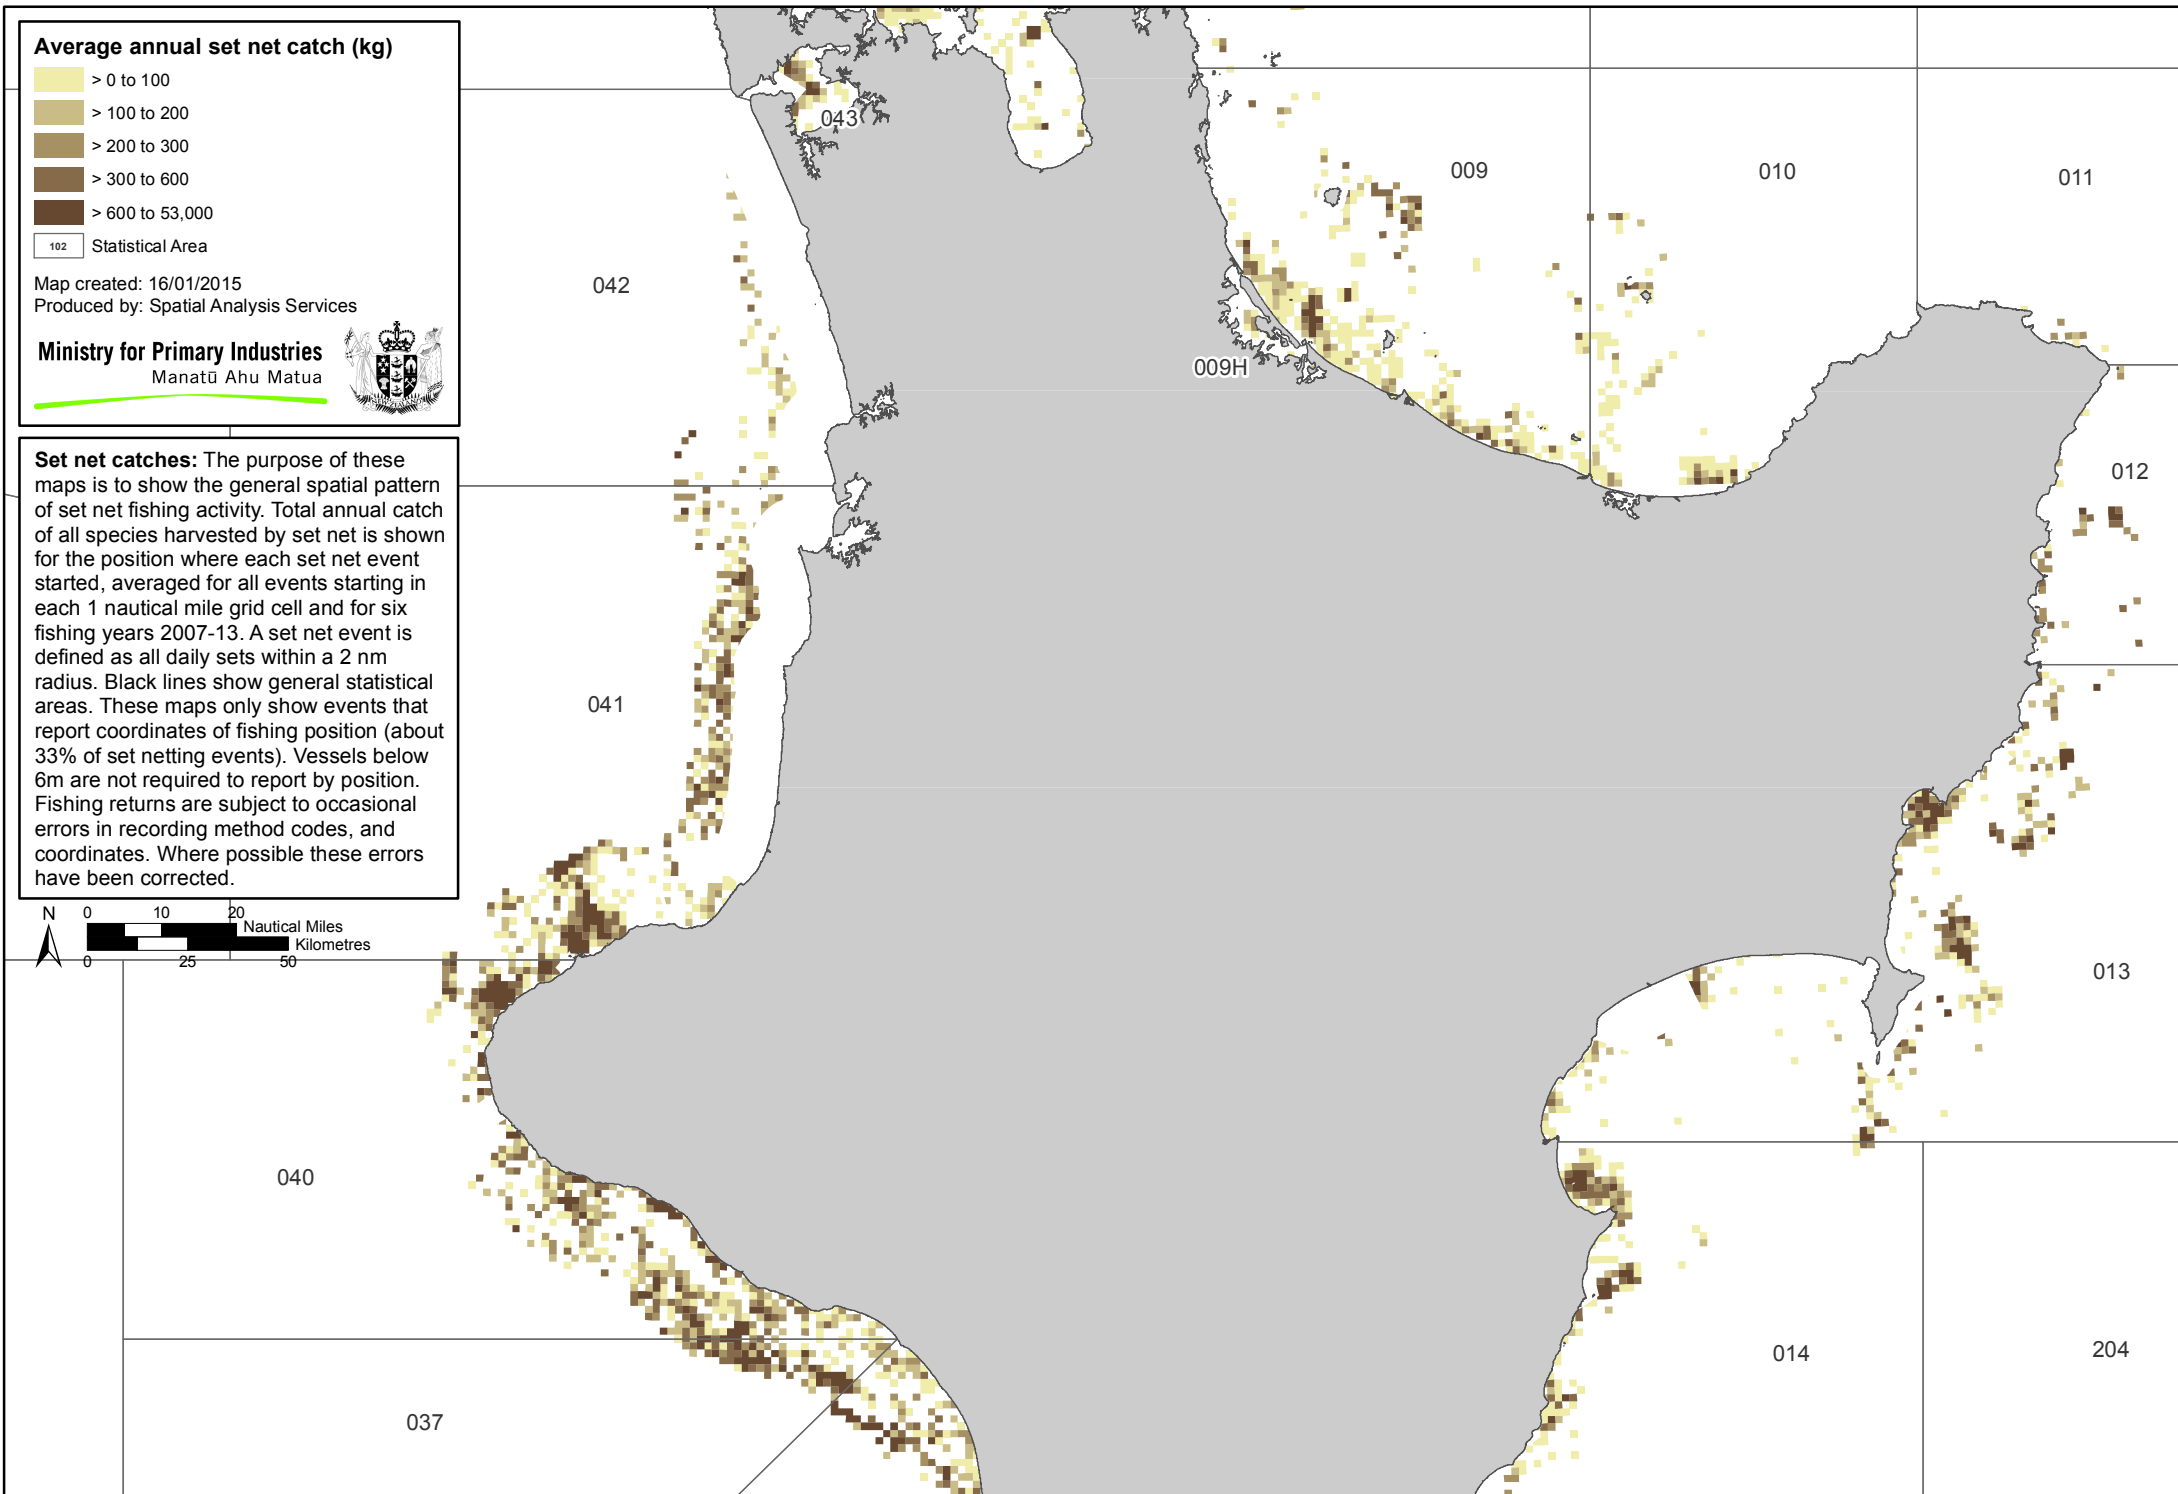 Average annual set net catch (kg)
> 0 to 100
> 100 to 200
> 200 to 300
> 300 to 600
> 600 to 53,000
102 Statistical Area
Map created: 16/01/2015
Produced by: Spatial Analysis Services
Ministry for Primary Industries
Manatū Ahu Matua
Set net catches: The purpose of these
maps is to show the general spatial pattern
of set net fishing activity. Total annual catch
of all species harvested by set net is shown
for the position where each set net event
started, averaged for all events starting in
each 1 nautical mile grid cell and for six
fishing years 2007-13. A set net event is
defined as all daily sets within a 2 nm
radius. Black lines show general statistical
areas. These maps only show events that
report coordinates of fishing position (about
33% of set netting events). Vessels below
6m are not required to report by position.
Fishing returns are subject to occasional
errors in recording method codes, and
coordinates. Where possible these errors
have been corrected.
N
0 10 20
Nautical Miles
Kilometres
0 25 50
043
009
010
011
042
009H
012
041
013
040
014
204
037